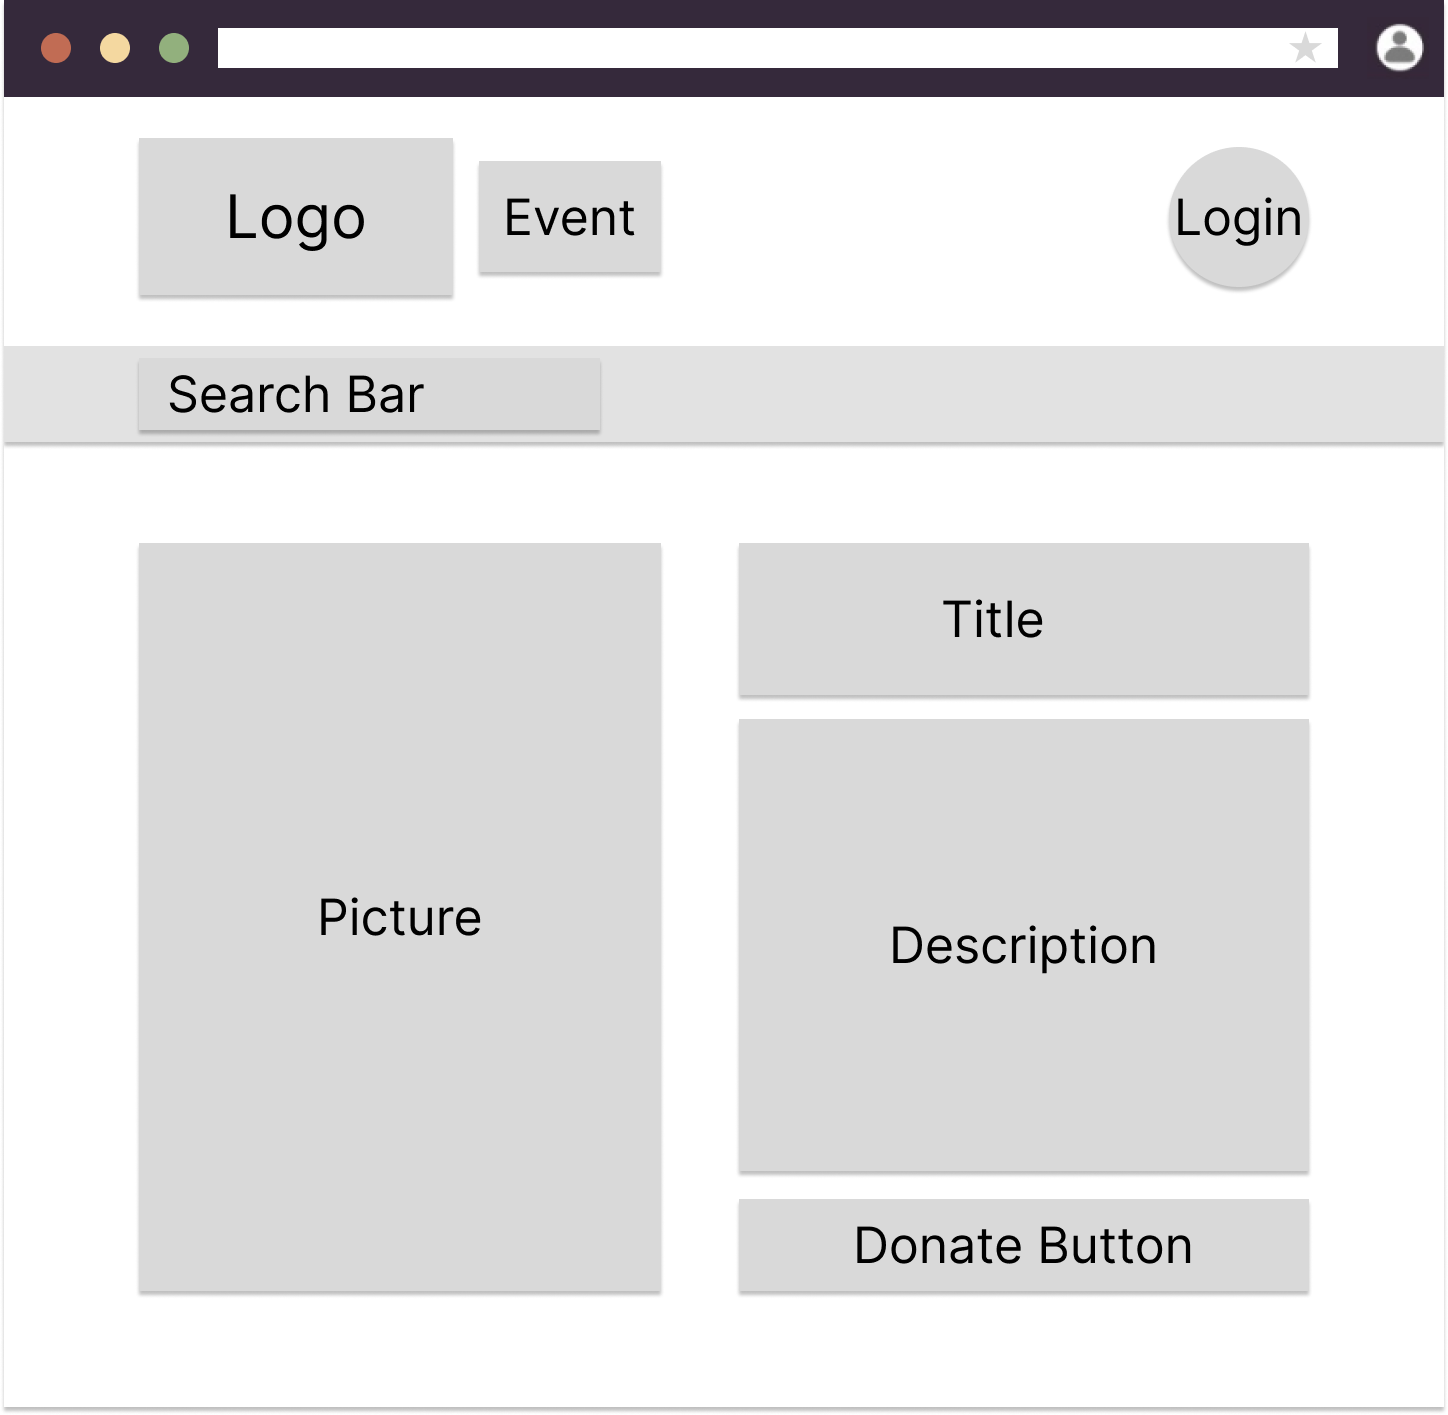 Logo
Event
Login
Search Bar
Picture
Title
Description
Donate Button